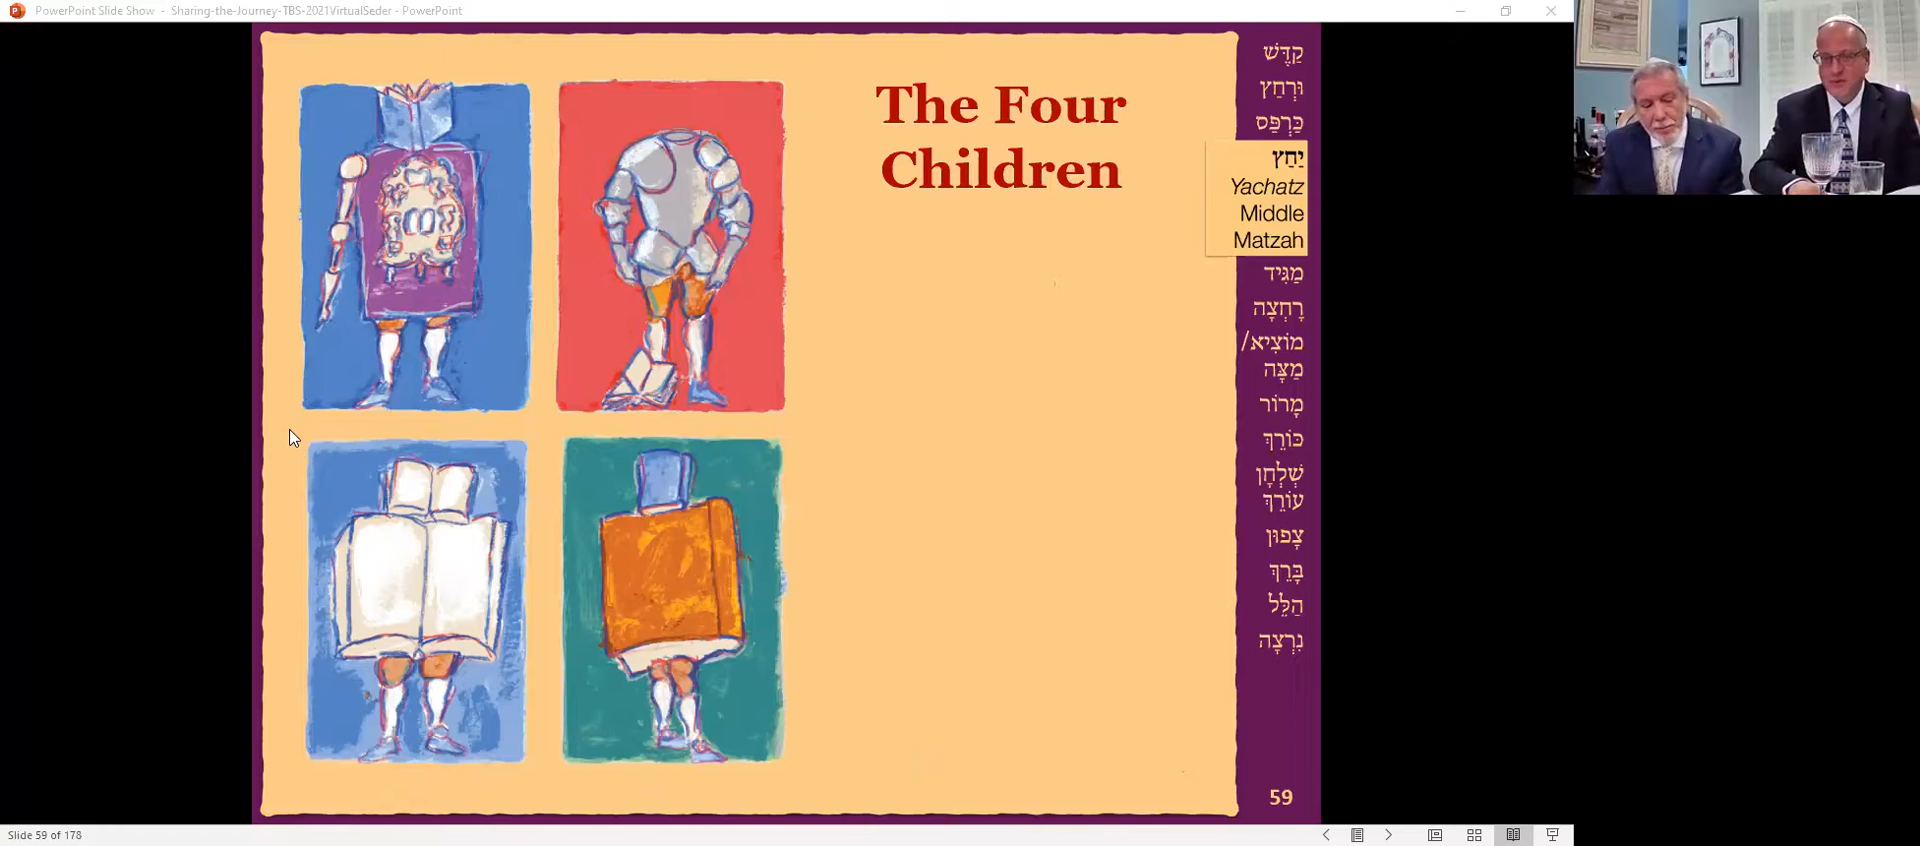 PowerPoint Slide Show - Sharing-the-Journey-TBS-2021VirtualSeder - PowerPoint
The Four
Children
קַדֵּשׁ
וּרְחַץ
כַּרְפַּס
יַחַץ
Yachatz
Middle
Matzah
מַגִּיד
רָחְצָה
מוֹצִיא/
מַצָּה
מָרוֹר
כּוֹרֵךְ
שֻׁלְחָן
עוֹרֵךְ
צָפוּן
בָּרֵךְ
הַלֵּל
נִרְצָה
59
Slide 59 of 178